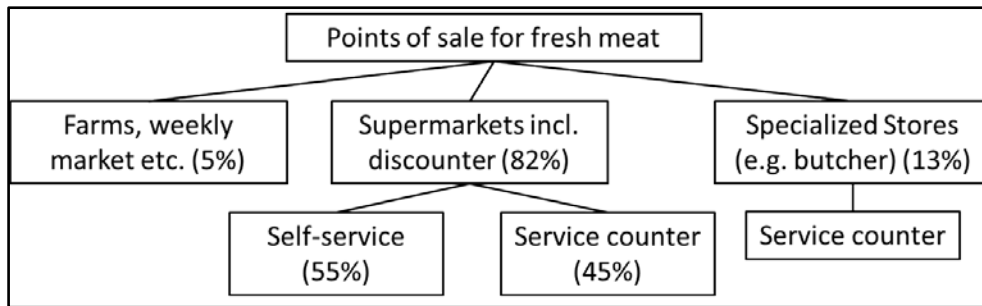 Points of sale for fresh meat
Farms, weekly
market etc. (5%)
Supermarkets incl.
discounter (82%)
Specialized Stores
(e.g. butcher) (13%)
Self-service
(55%)
Service counter
(45%)
Service counter